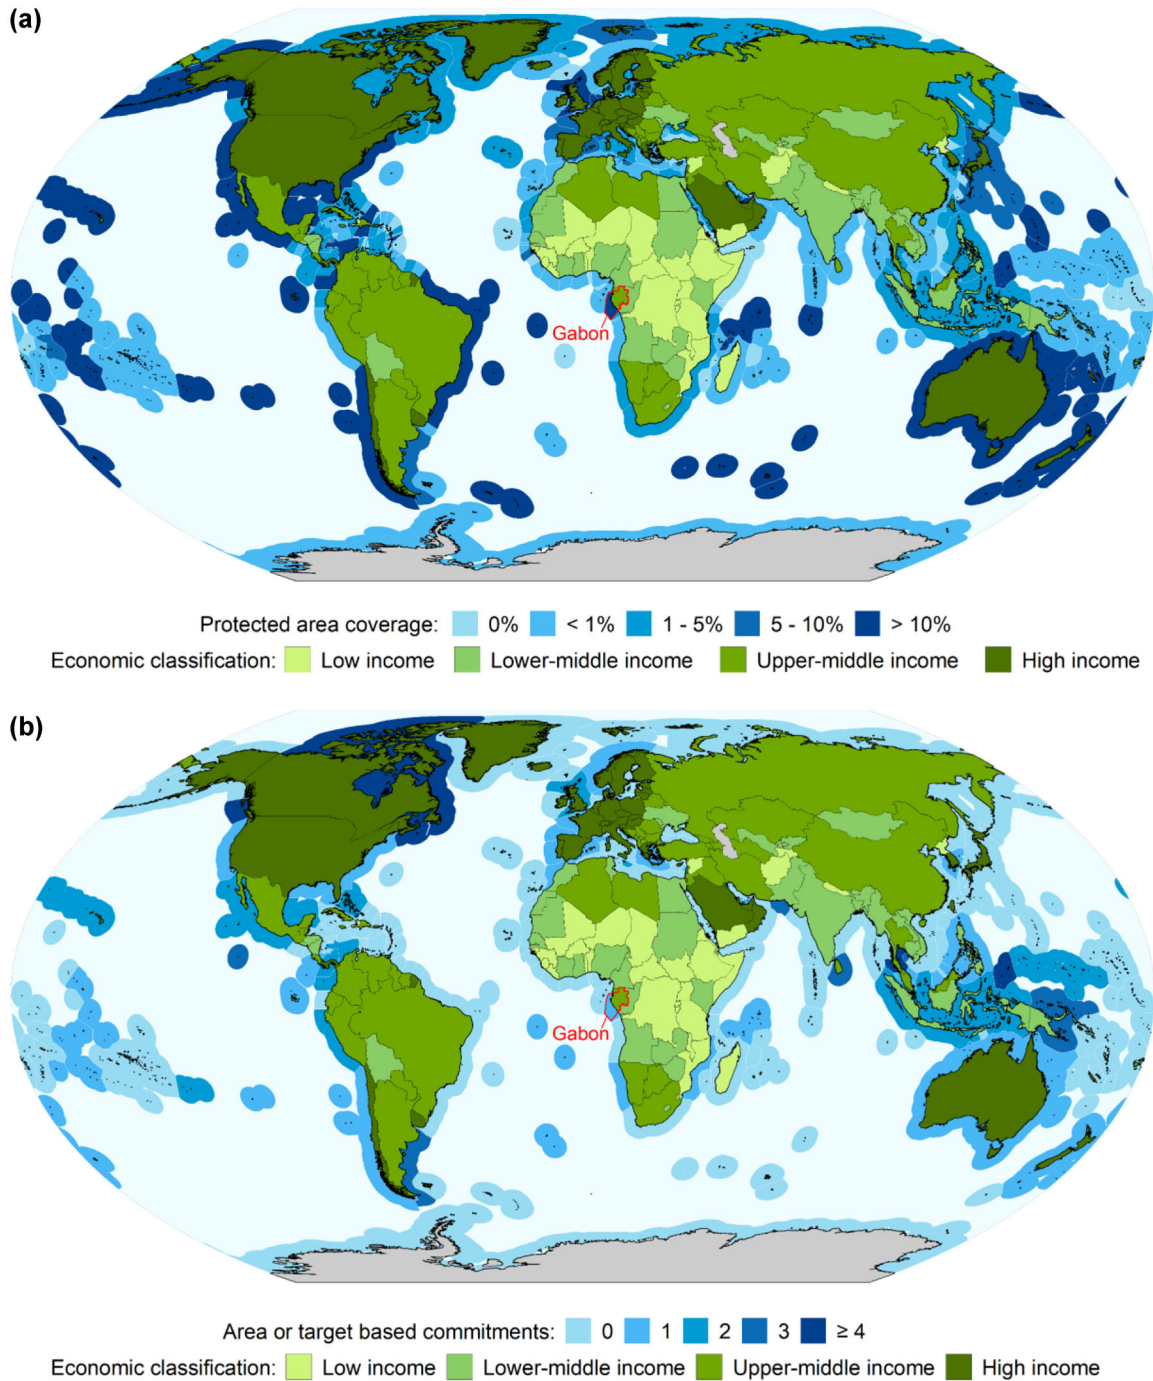 (a)
Gabon
Protected area coverage: 0% < 1% 1 - 5% 5 - 10% > 10%
Economic classification: Low income Lower-middle income Upper-middle income High income
(b)
Gabon
Area or target based commitments: 0 1 2 3 ≥ 4
Economic classification: Low income Lower-middle income Upper-middle income High income